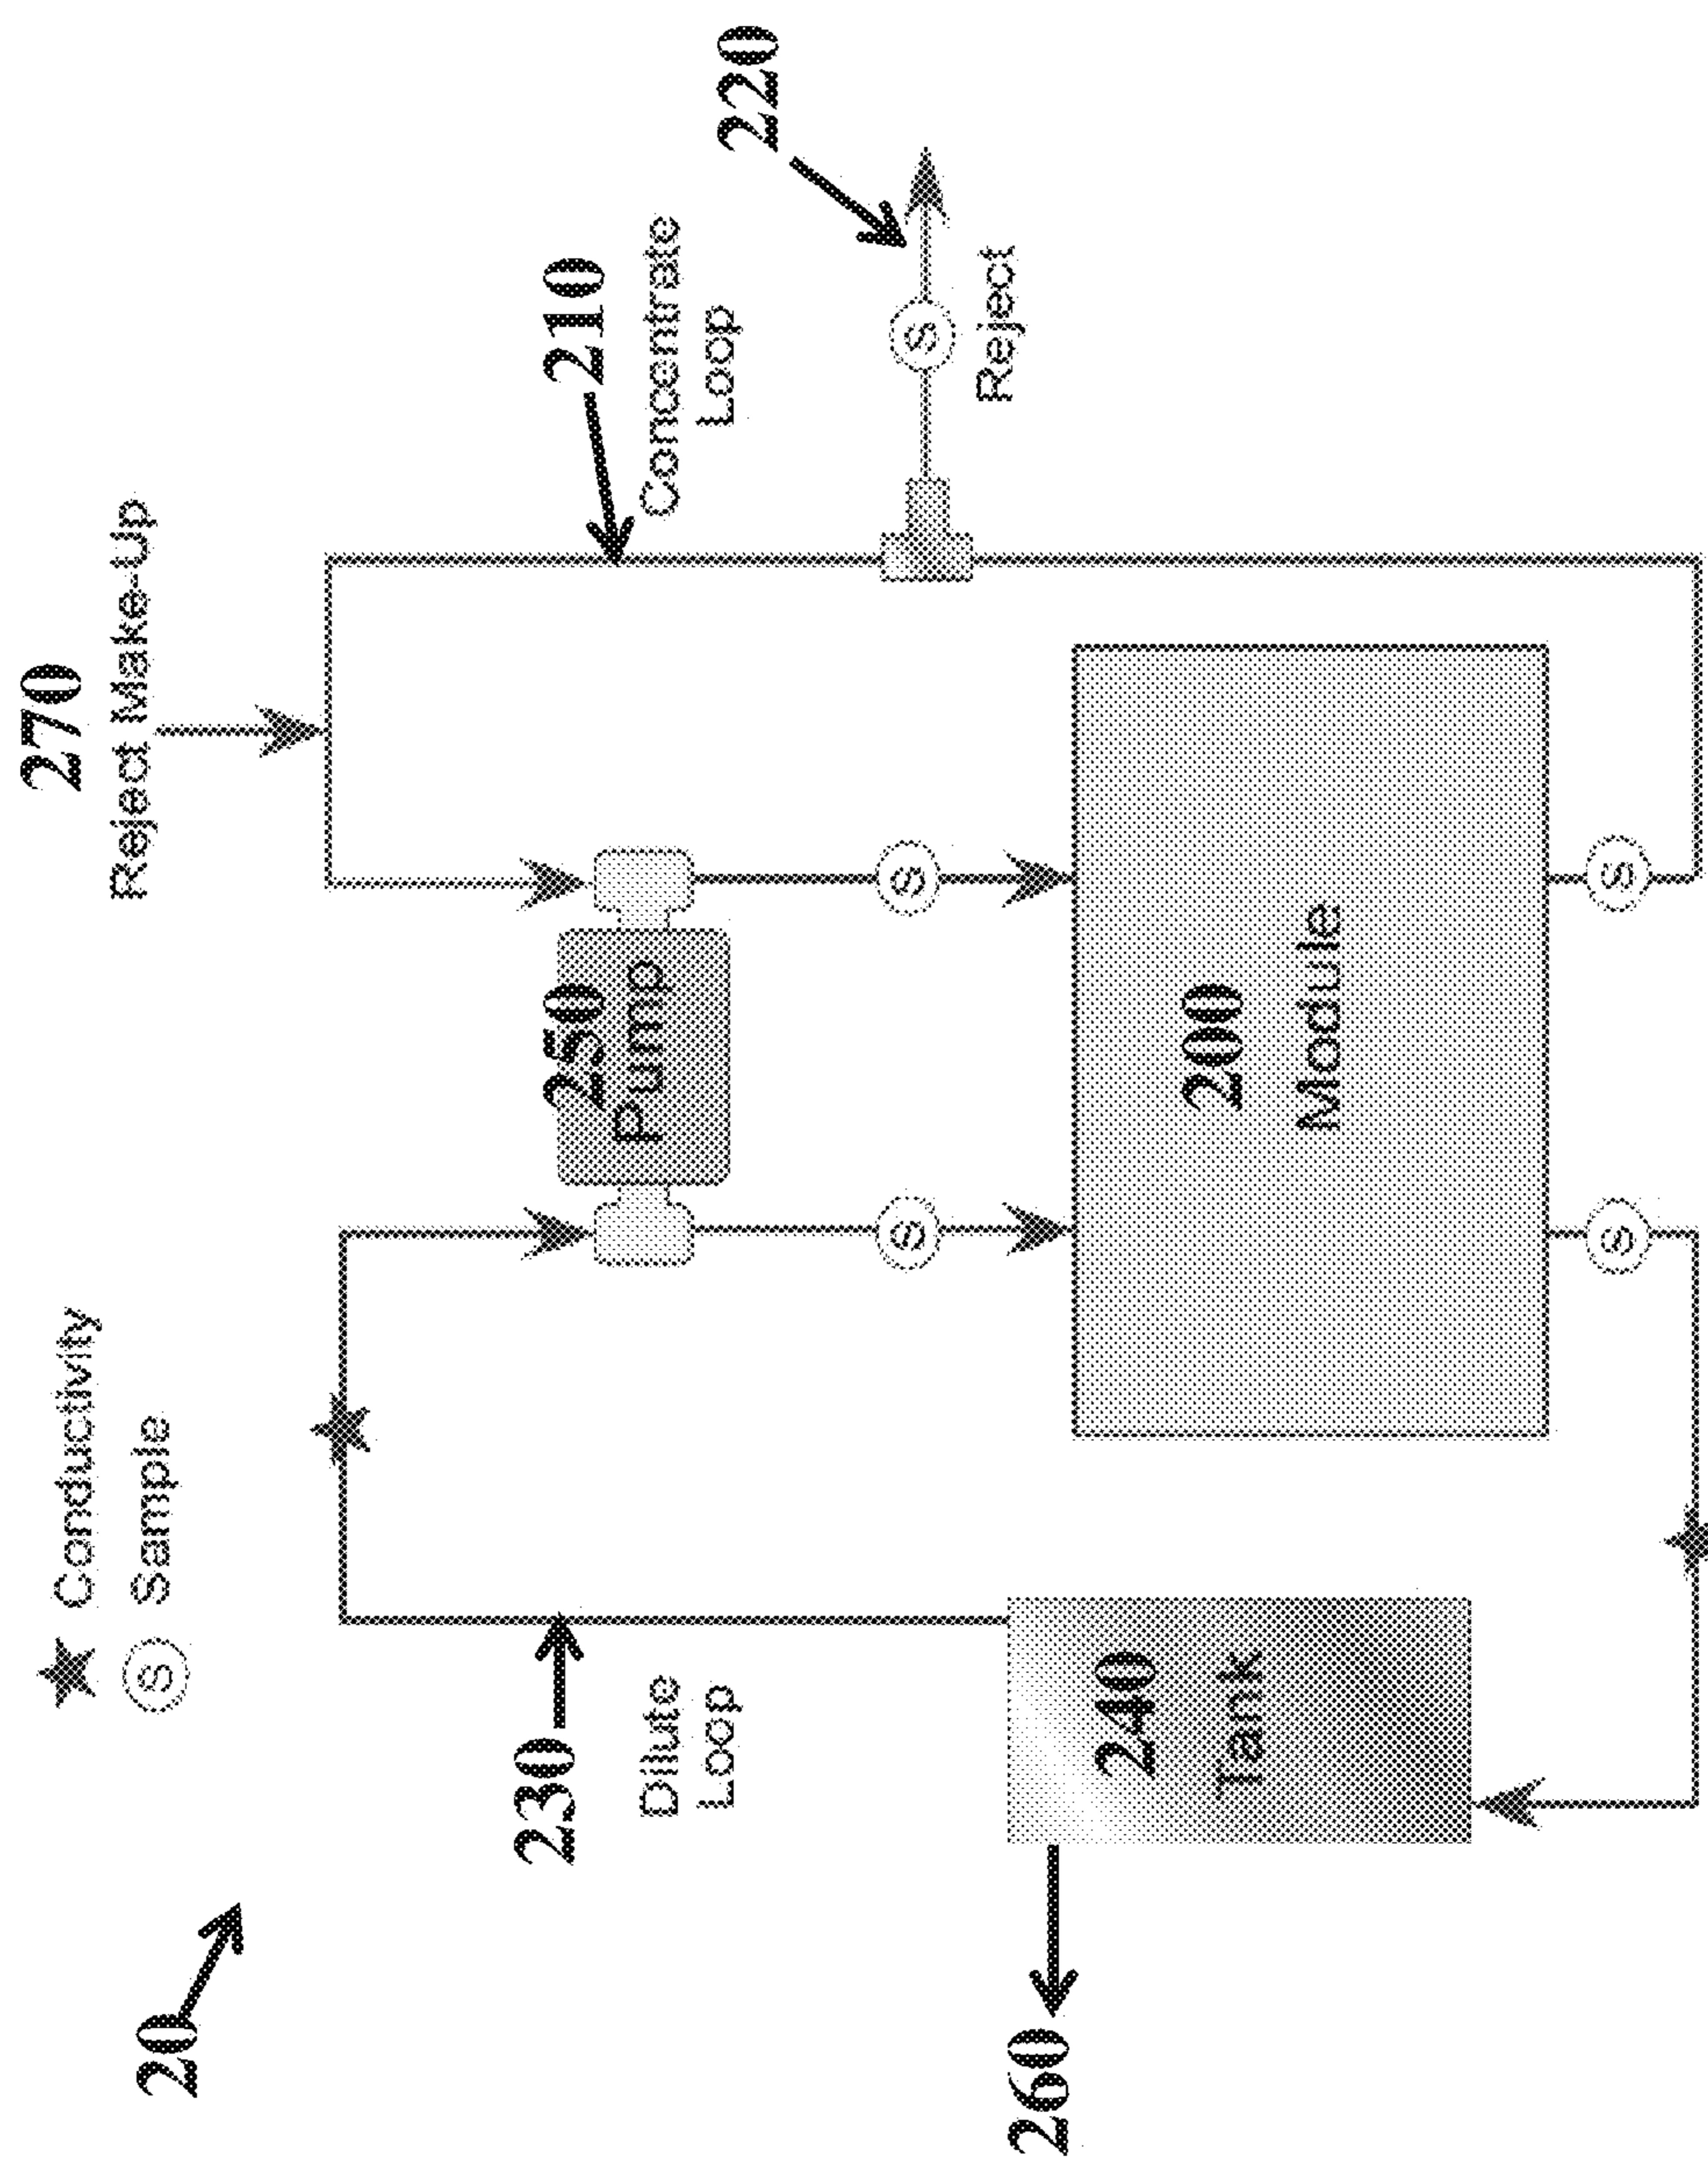 270
Conductivity
Reject Make-Up
S Sample
20
230
250
210
Dilute
Loop
Pump
Concentrate
Loop
220
S
S
S
Reject
260
240
Tank
200
Module
S
S